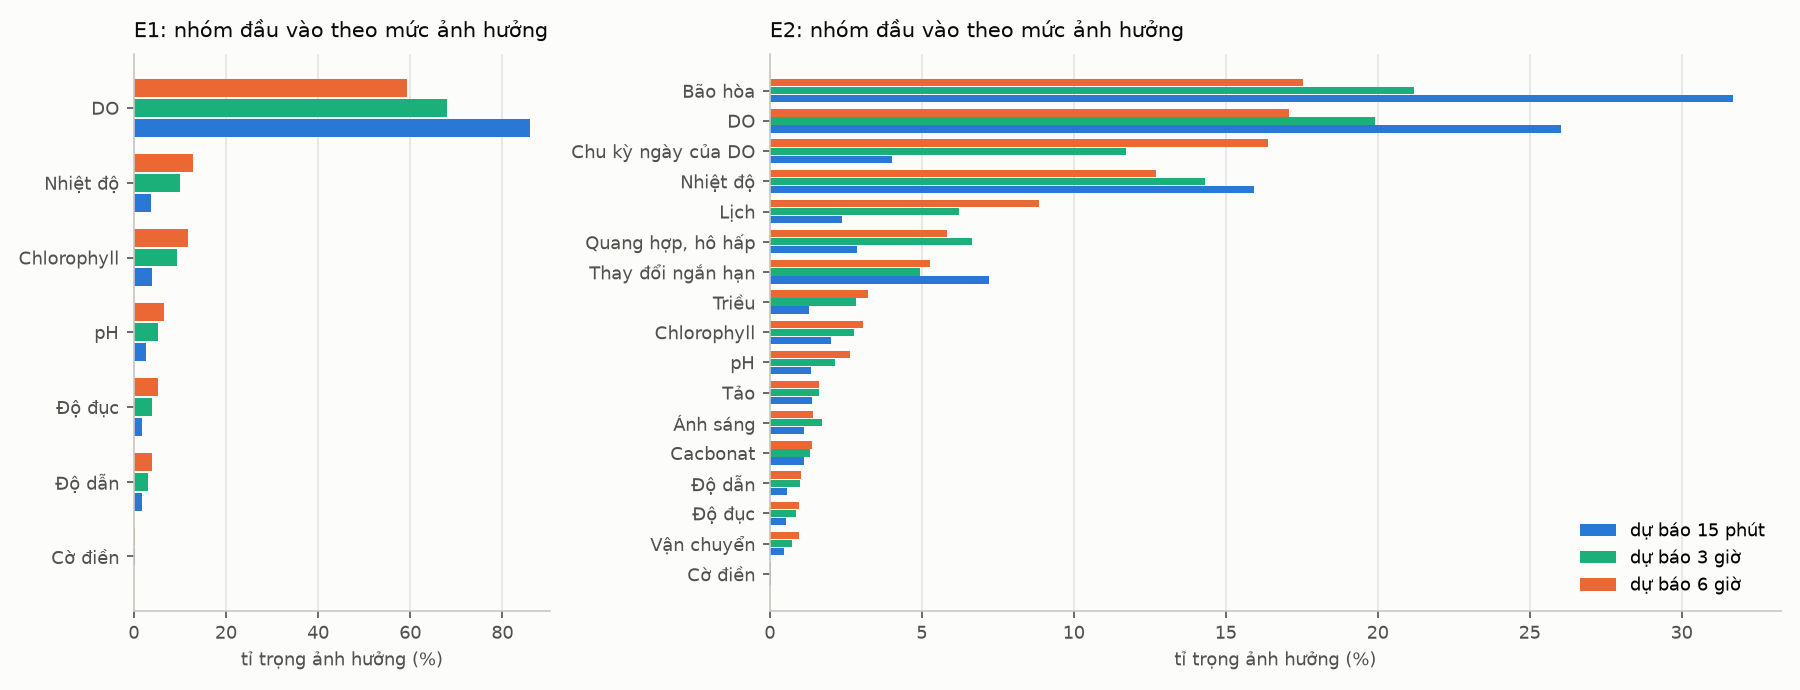 E1: nhóm đầu vào theo mức ảnh hưởng
DO
Nhiệt độ
Chlorophyll
pH
Độ đục
Độ dẫn
Cờ điền
0 20 40 60 80
tỉ trọng ảnh hưởng (%)
E2: nhóm đầu vào theo mức ảnh hưởng
Bão hòa
DO
Chu kỳ ngày của DO
Nhiệt độ
Lịch
Quang hợp, hô hấp
Thay đổi ngắn hạn
Triều
Chlorophyll
pH
Tảo
Ánh sáng
Cacbonat
Độ dẫn
Độ đục
Vận chuyển
Cờ điền
0 5 10 15 20 25 30
tỉ trọng ảnh hưởng (%)
dự báo 15 phút
dự báo 3 giờ
dự báo 6 giờ